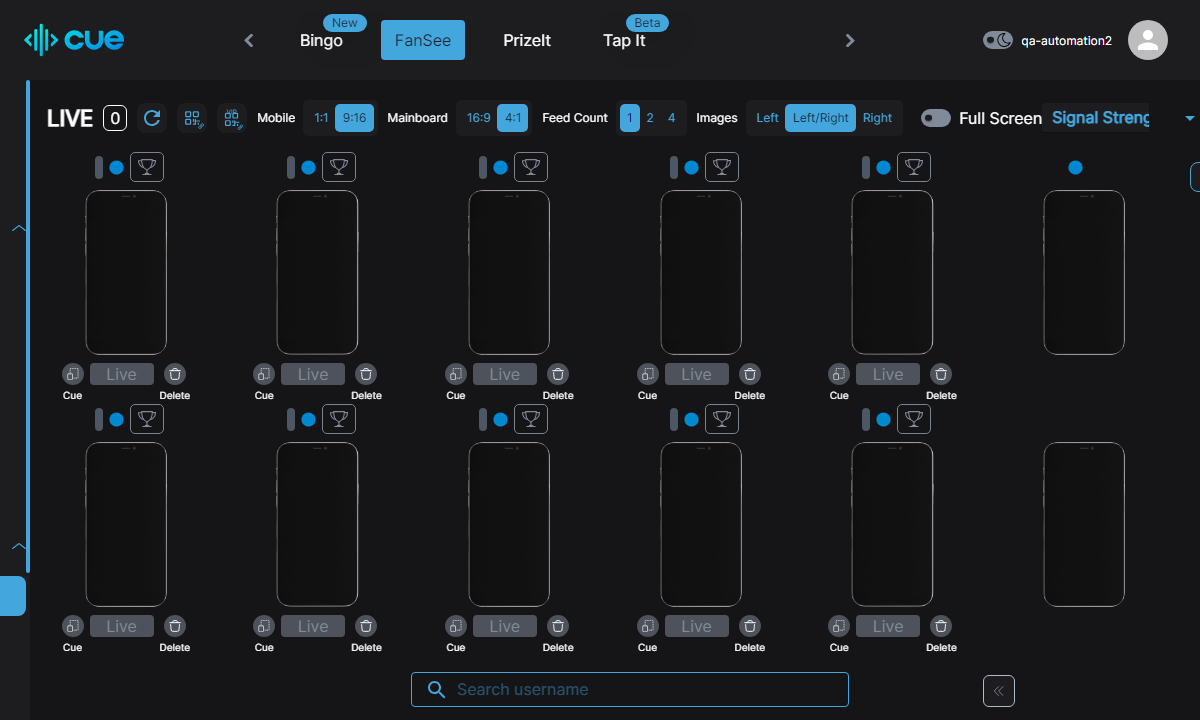 cue
Bingo
New
FanSee
PrizeIt
Tap It
Beta
qa-automation2
LIVE 0
Mobile 1:1 9:16
Mainboard 16:9 4:1
Feed Count 1 2 4
Images Left Left/Right Right
Full Screen
Signal Streng
Live Live Live Live Live
Cue Delete Cue Delete Cue Delete Cue Delete Cue Delete
Live Live Live Live Live
Cue Delete Cue Delete Cue Delete Cue Delete Cue Delete
Search username